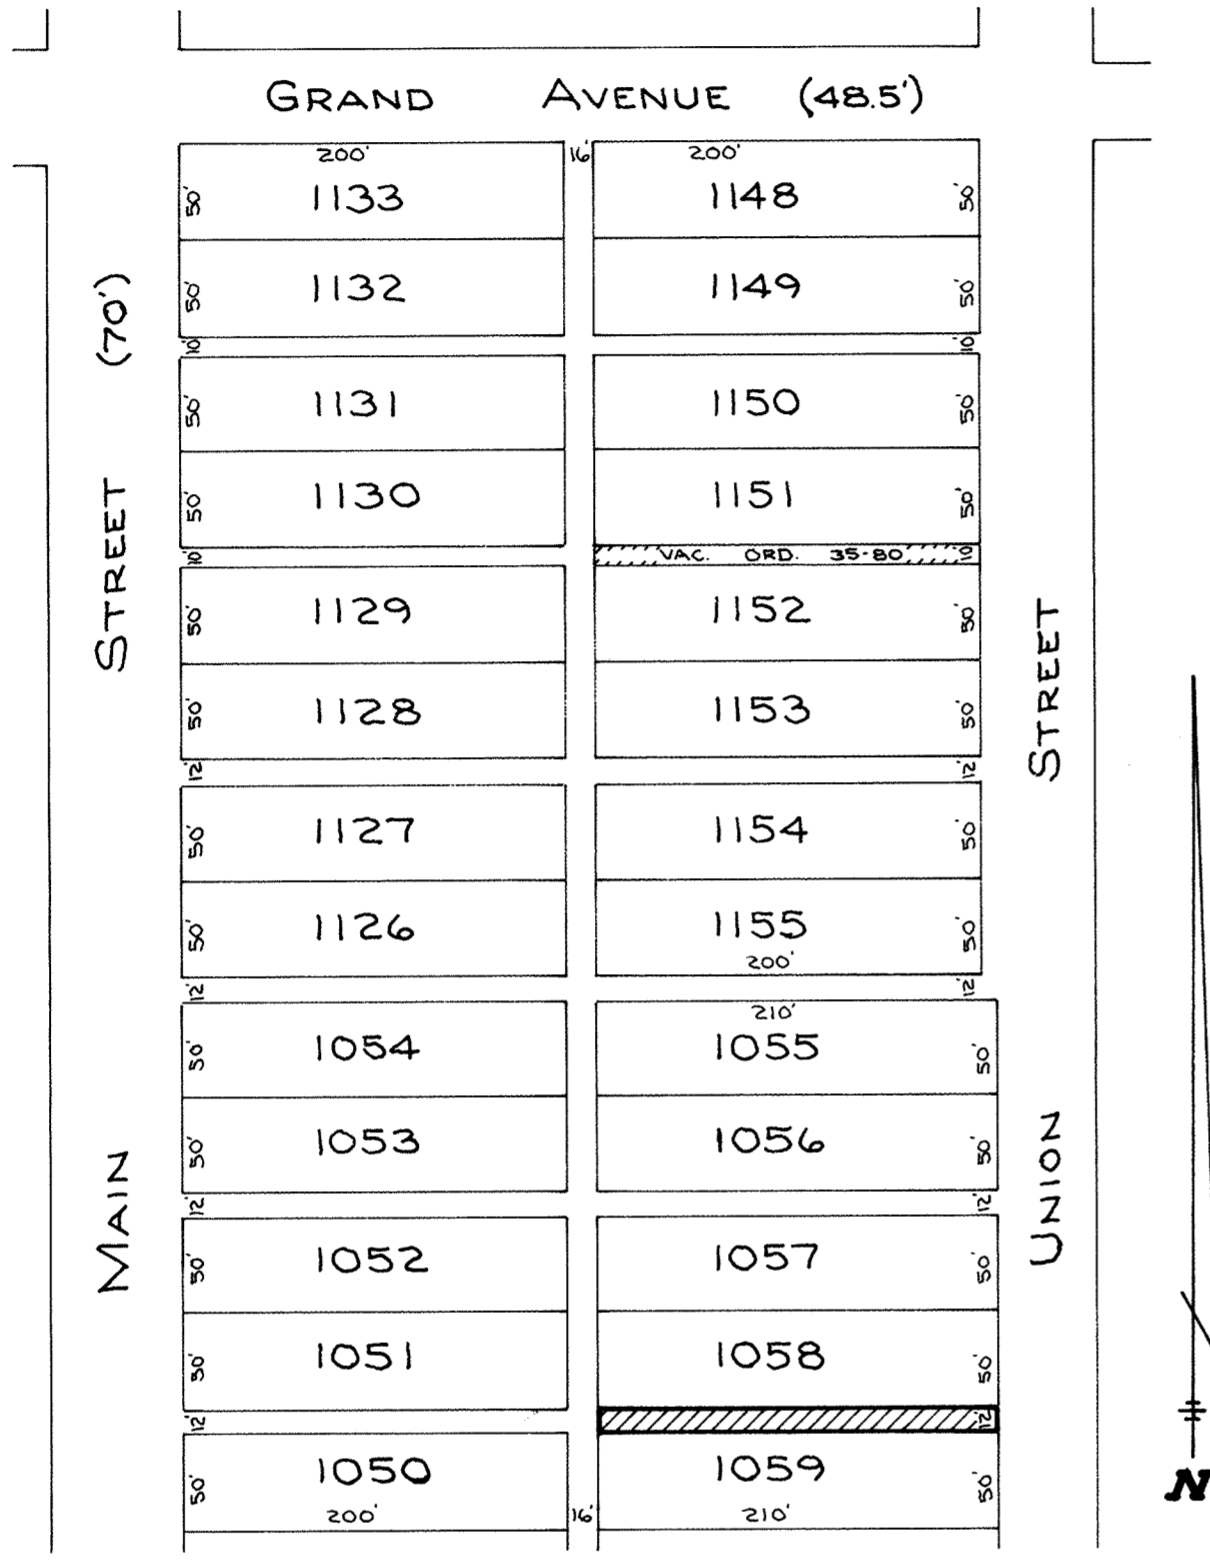 GRAND AVENUE (48.5')
200' 16' 200'
50' 1133 1148 50'
50' 1132 1149 50'
10' 10'
50' 1131 1150 50'
50' 1130 1151 50'
10' VAC. ORD. 35-80 10'
50' 1129 1152 50'
50' 1128 1153 50'
12' 12'
50' 1127 1154 50'
50' 1126 1155 50'
200'
12' 12'
210'
50' 1054 1055 50'
50' 1053 1056 50'
12' 12'
50' 1052 1057 50'
50' 1051 1058 50'
12' 12'
50' 1050 1059 50'
200' 16' 210'
MAIN STREET (70')
UNION STREET
N